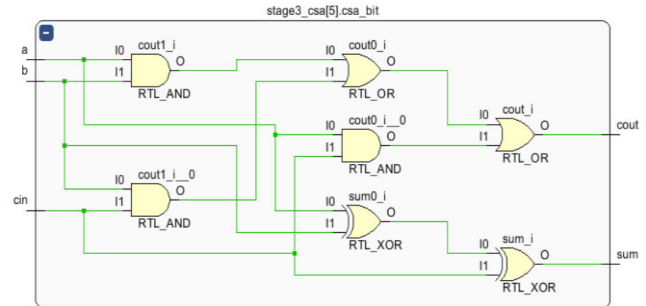 stage3_csa[5].csa_bit
a
b
cin
cout1_i
I0
I1
O
RTL_AND
cout0_i
I0
I1
O
RTL_OR
cout0_i__0
I0
I1
O
RTL_AND
cout_i
I0
I1
O
RTL_OR
cout
cout1_i__0
I0
I1
O
RTL_AND
sum0_i
I0
I1
O
RTL_XOR
sum_i
I0
I1
O
RTL_XOR
sum